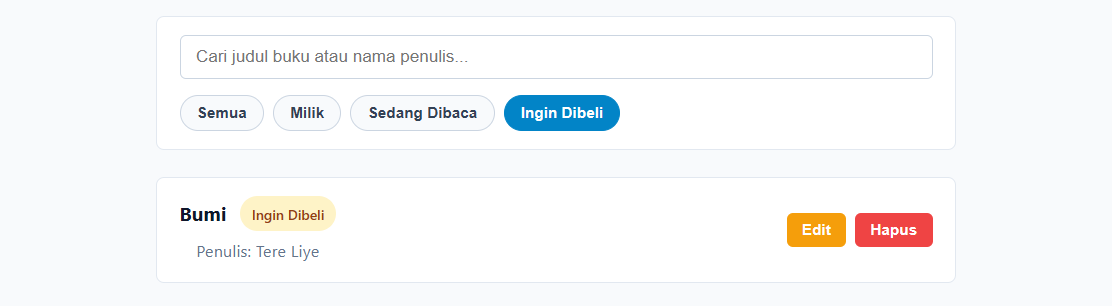 Cari judul buku atau nama penulis...
Semua Milik Sedang Dibaca Ingin Dibeli
Bumi Ingin Dibeli
Penulis: Tere Liye
Edit Hapus